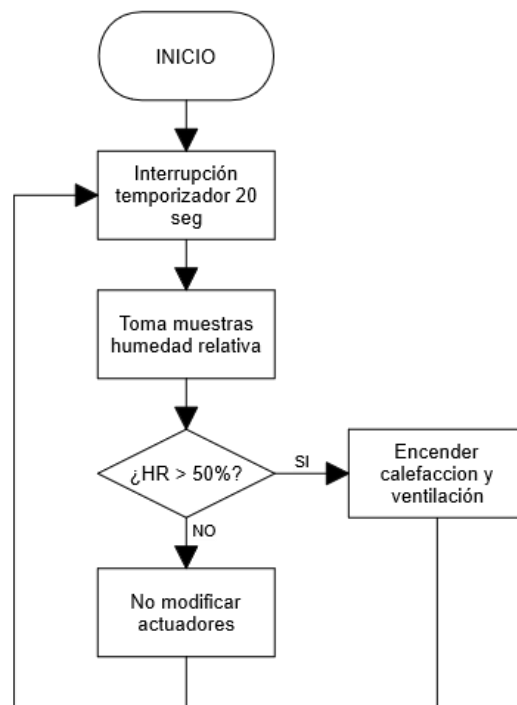 INICIO
Interrupción
temporizador 20
seg
Toma muestras
humedad relativa
¿HR > 50%?
SI
Encender
calefaccion y
ventilación
NO
No modificar
actuadores